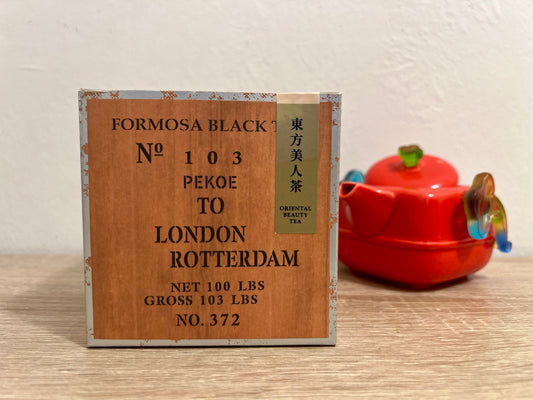 FORMOSA BLACK T
Nº 103
PEKOE
TO
LONDON
ROTTERDAM
NET 100 LBS
GROSS 103 LBS
NO. 372
東方美人茶
ORIENTAL
BEAUTY
TEA